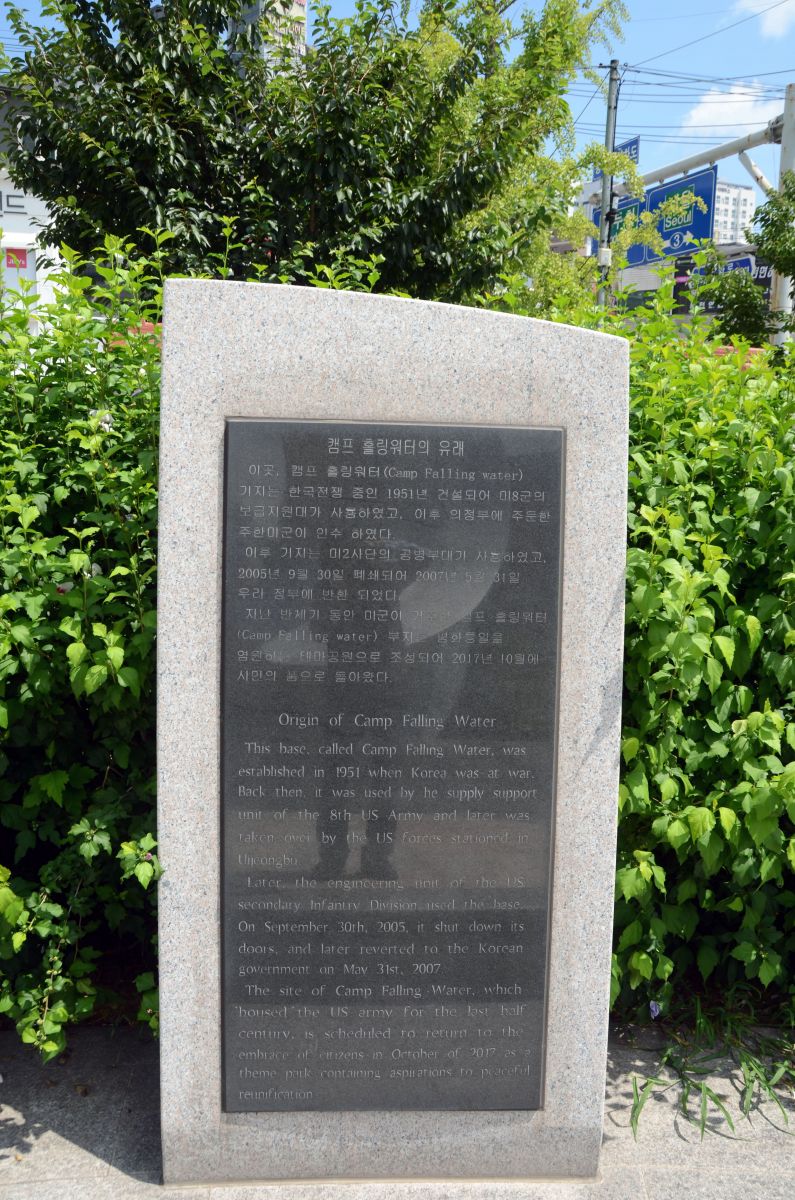 Seoul
3
캠프 홀링워터의 유래
이곳, 캠프 홀링워터(Camp Falling water)
기지는 한국전쟁 중인 1951년 건설되어 미8군의
보급지원대가 사용하였고, 이후 의정부에 주둔한
주한미군이 인수 하였다.
이후 기지는 미2사단의 공병부대가 사용하였고,
2005년 9월 30일 폐쇄되어 2007년 5월 31일
우리 정부에 반환 되었다.
지난 반세기 동안 미군이 캠프 홀링워터
(Camp Falling water) 부지는 평화통일을
염원하는 테마공원으로 조성되어 2017년 10월에
시민의 품으로 돌아왔다.
Origin of Camp Falling Water
This base, called Camp Falling Water, was
established in 1951 when Korea was at war.
Back then, it was used by he supply support
unit of the 8th US Army and later was
taken over by the US forces stationed in
Uijeongbu.
Later, the engineering unit of the US
secondary Infantry Division used the base.
On September 30th, 2005, it shut down its
doors, and later reverted to the Korean
government on May 31st, 2007.
The site of Camp Falling Water, which
housed the US army for the last half
century, is scheduled to return to the
embrace of citizens in October of 2017 as a
theme park containing aspirations to peaceful
reunification